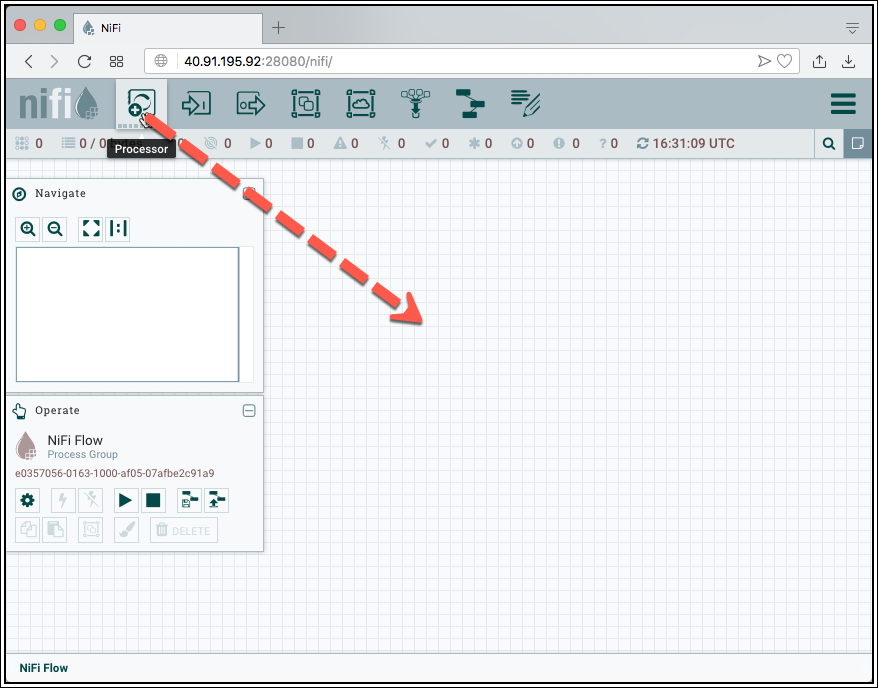 NiFi
40.91.195.92:28080/nifi/
nifi
0 0 / 0 0 0 0 0 0 0 0 0 0 ? 0 16:31:09 UTC
Processor
Navigate
Operate
NiFi Flow
Process Group
e0357056-0163-1000-af05-07afbe2c91a9
DELETE
NiFi Flow